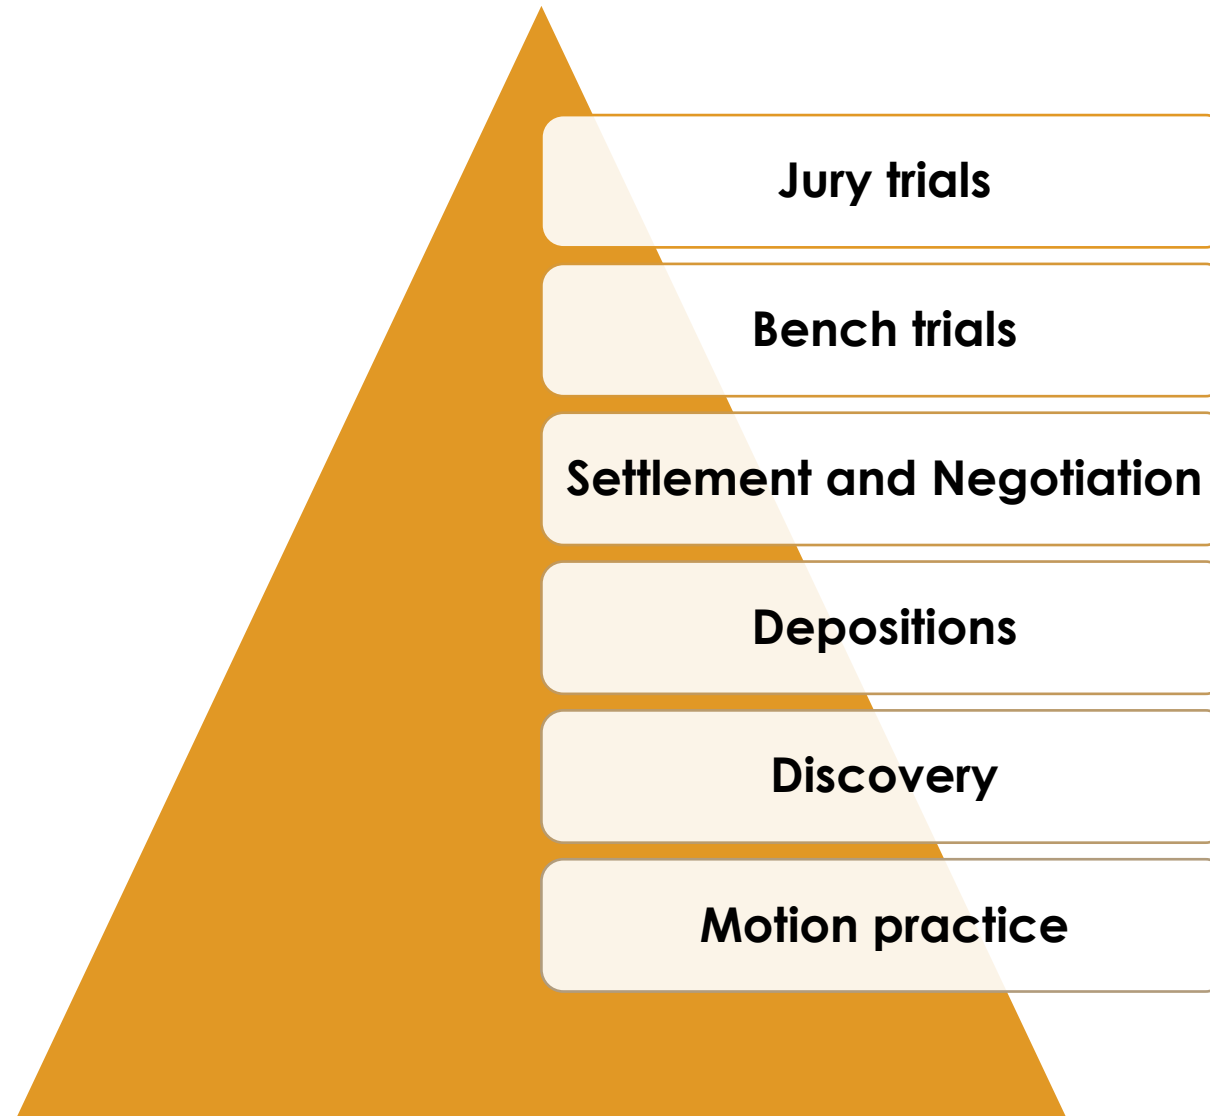 Jury trials
Bench trials
Settlement and Negotiation
Depositions
Discovery
Motion practice